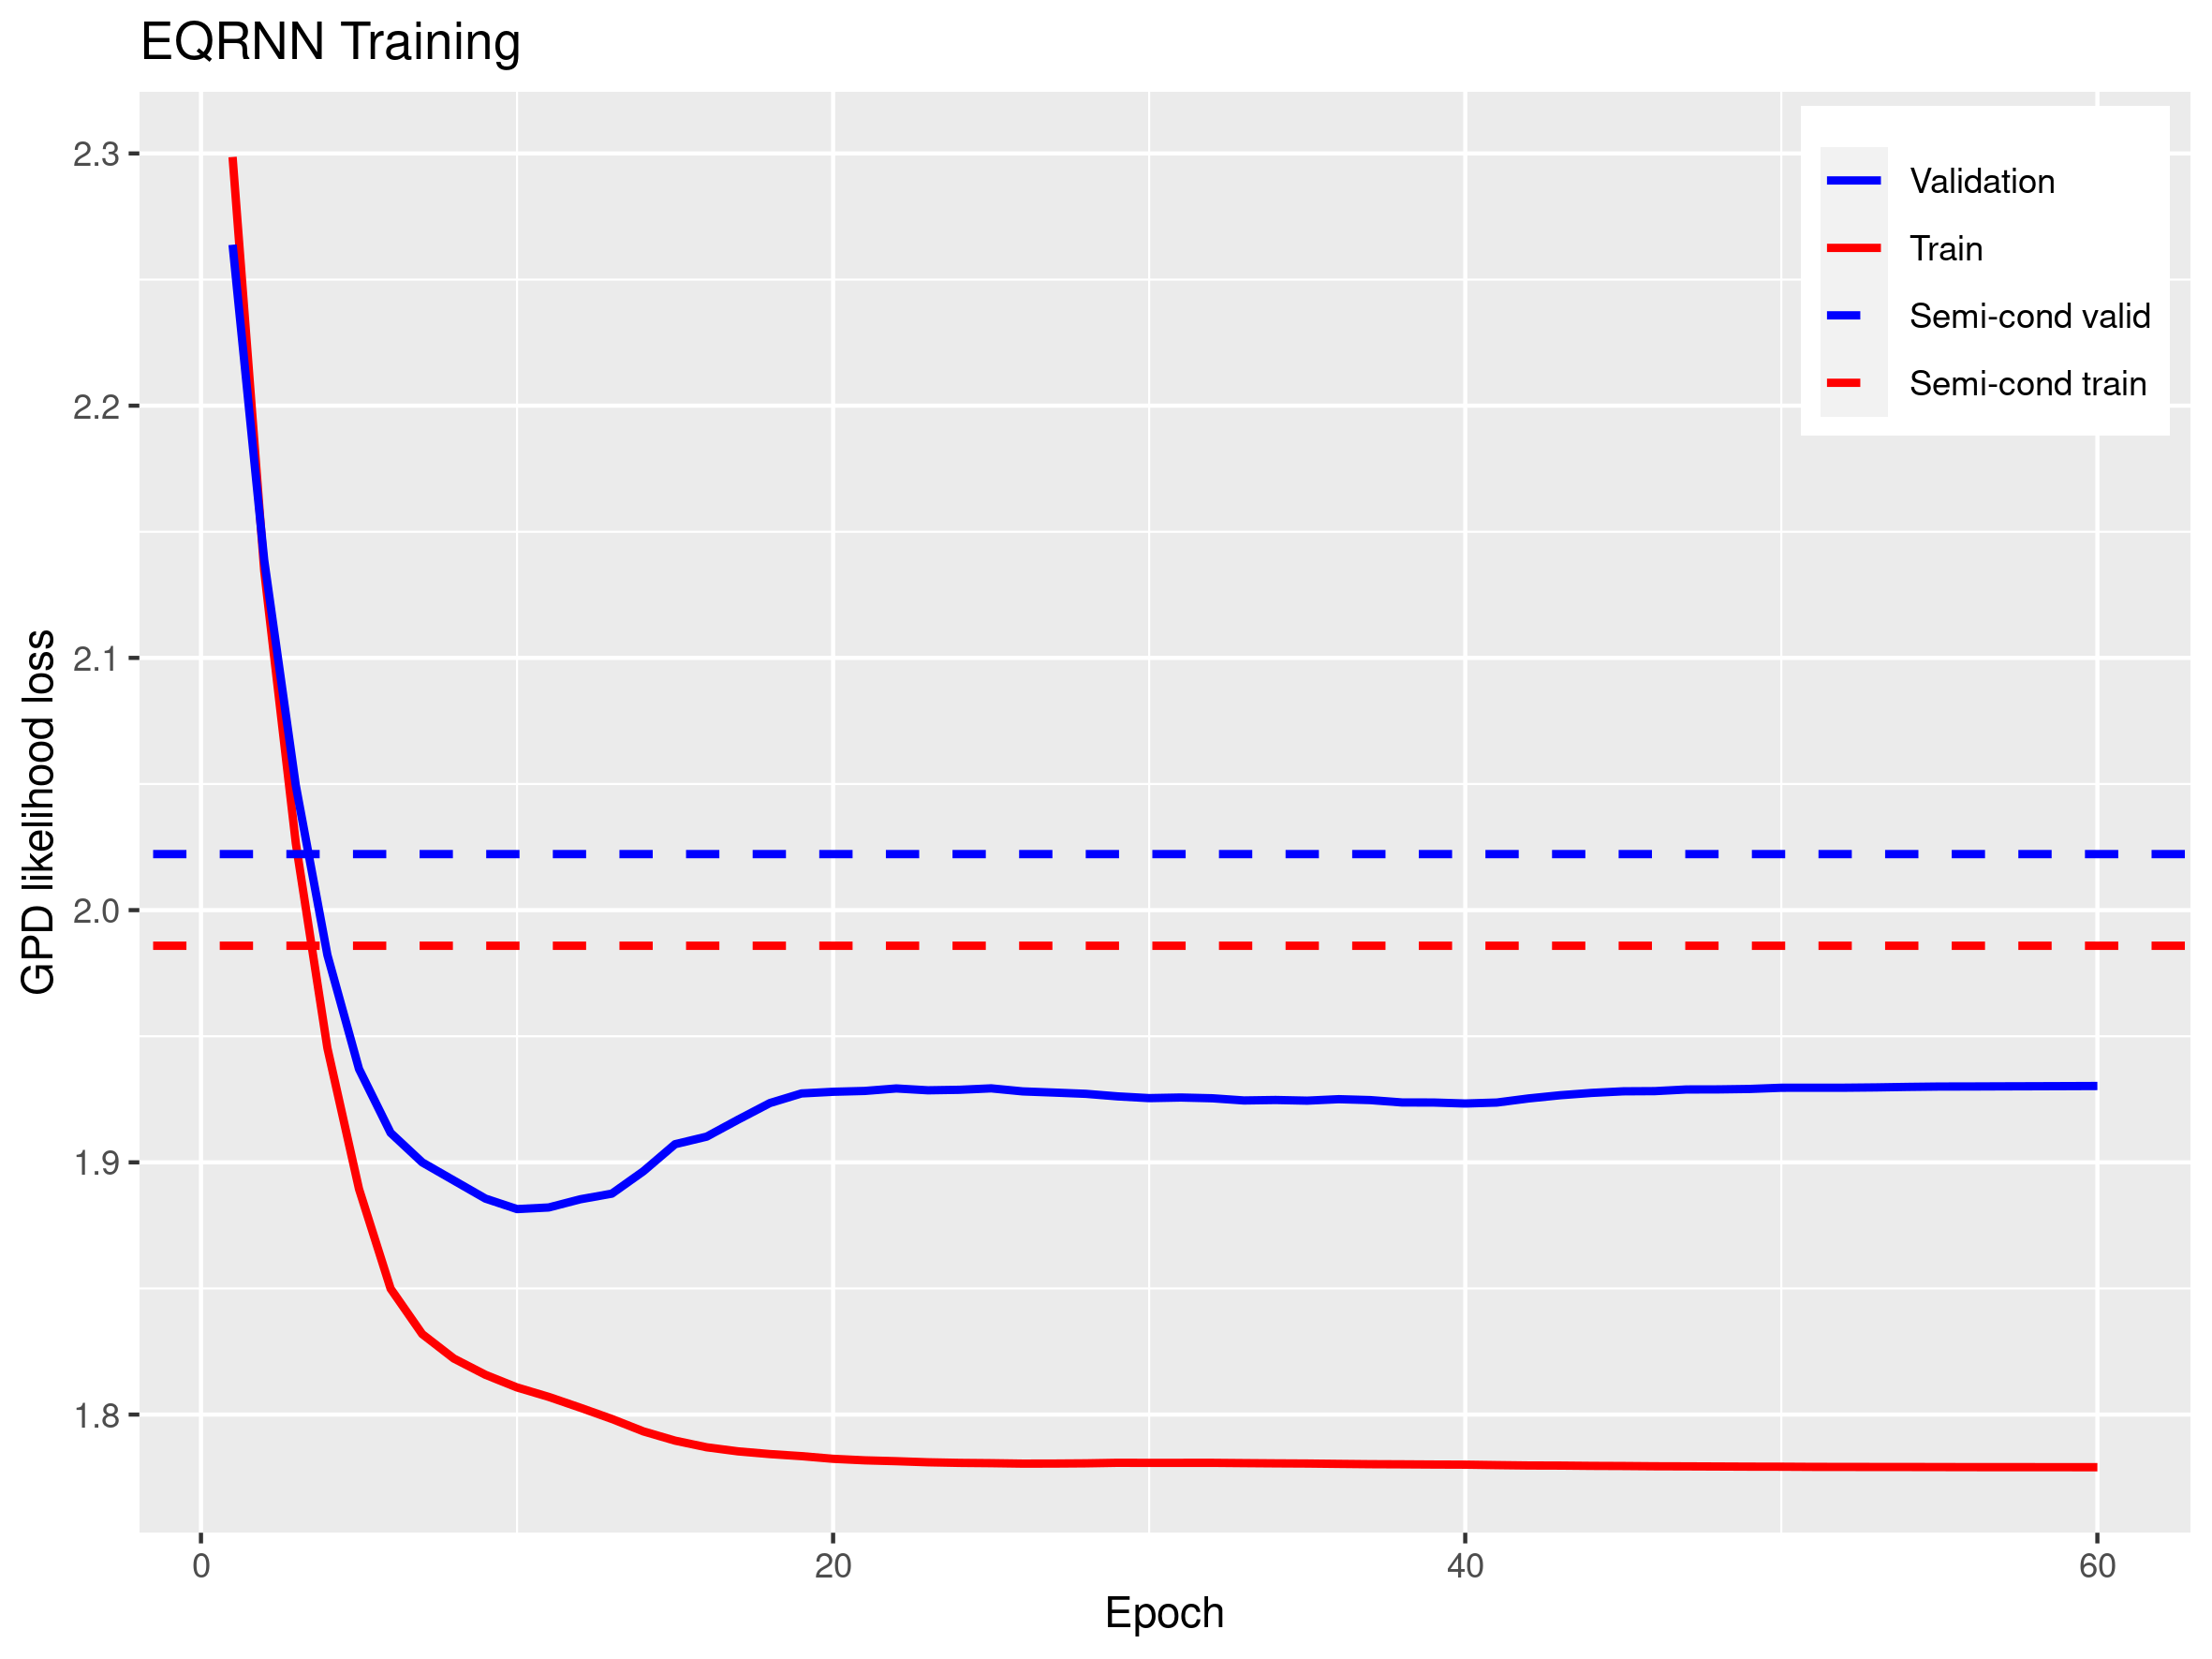 EQRNN Training
GPD likelihood loss
2.3
2.2
2.1
2.0
1.9
1.8
0
20
40
60
Epoch
Validation
Train
Semi-cond valid
Semi-cond train